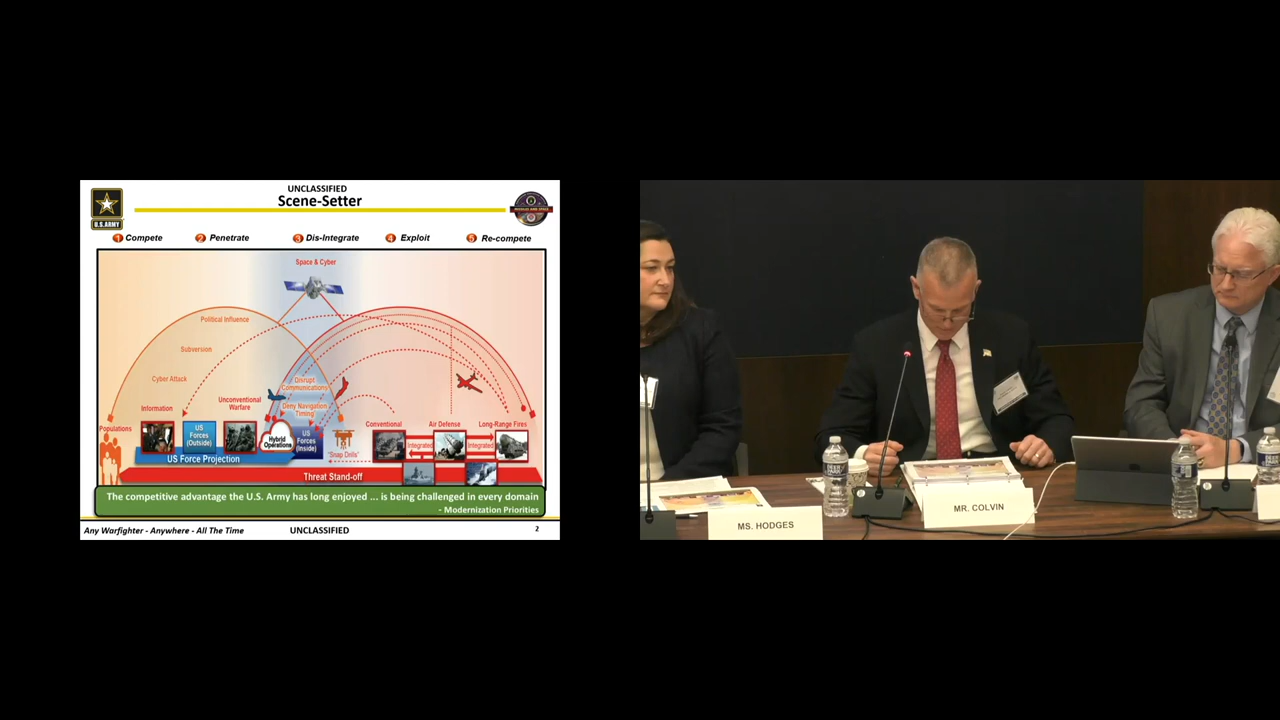 UNCLASSIFIED
Scene-Setter
U.S. ARMY
1 Compete
2 Penetrate
3 Dis-Integrate
4 Exploit
5 Re-compete
Space & Cyber
Political Influence
Subversion
Cyber Attack
Disrupt
Communications
Deny Navigation
Timing
Information
Unconventional
Warfare
Populations
US
Forces
(Outside)
Hybrid
Operations
US
Forces
(Inside)
"Snap Drills"
Conventional
Air Defense
Long-Range Fires
Integrated
Integrated
US Force Projection
Threat Stand-off
The competitive advantage the U.S. Army has long enjoyed ... is being challenged in every domain
- Modernization Priorities
Any Warfighter - Anywhere - All The Time
UNCLASSIFIED
2
MS. HODGES
MR. COLVIN
DEER PARK